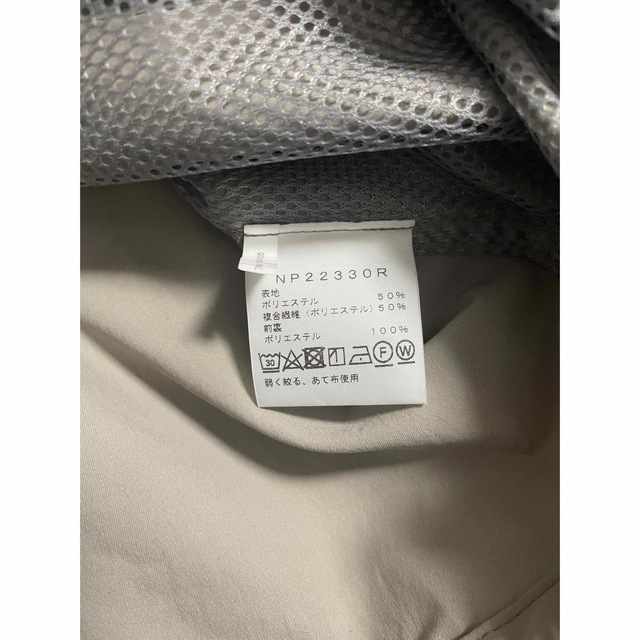 NP22330R
表地
ポリエステル 50%
複合繊維(ポリエステル)50%
前裏
ポリエステル 100%
30 F W
弱く絞る、あて布使用